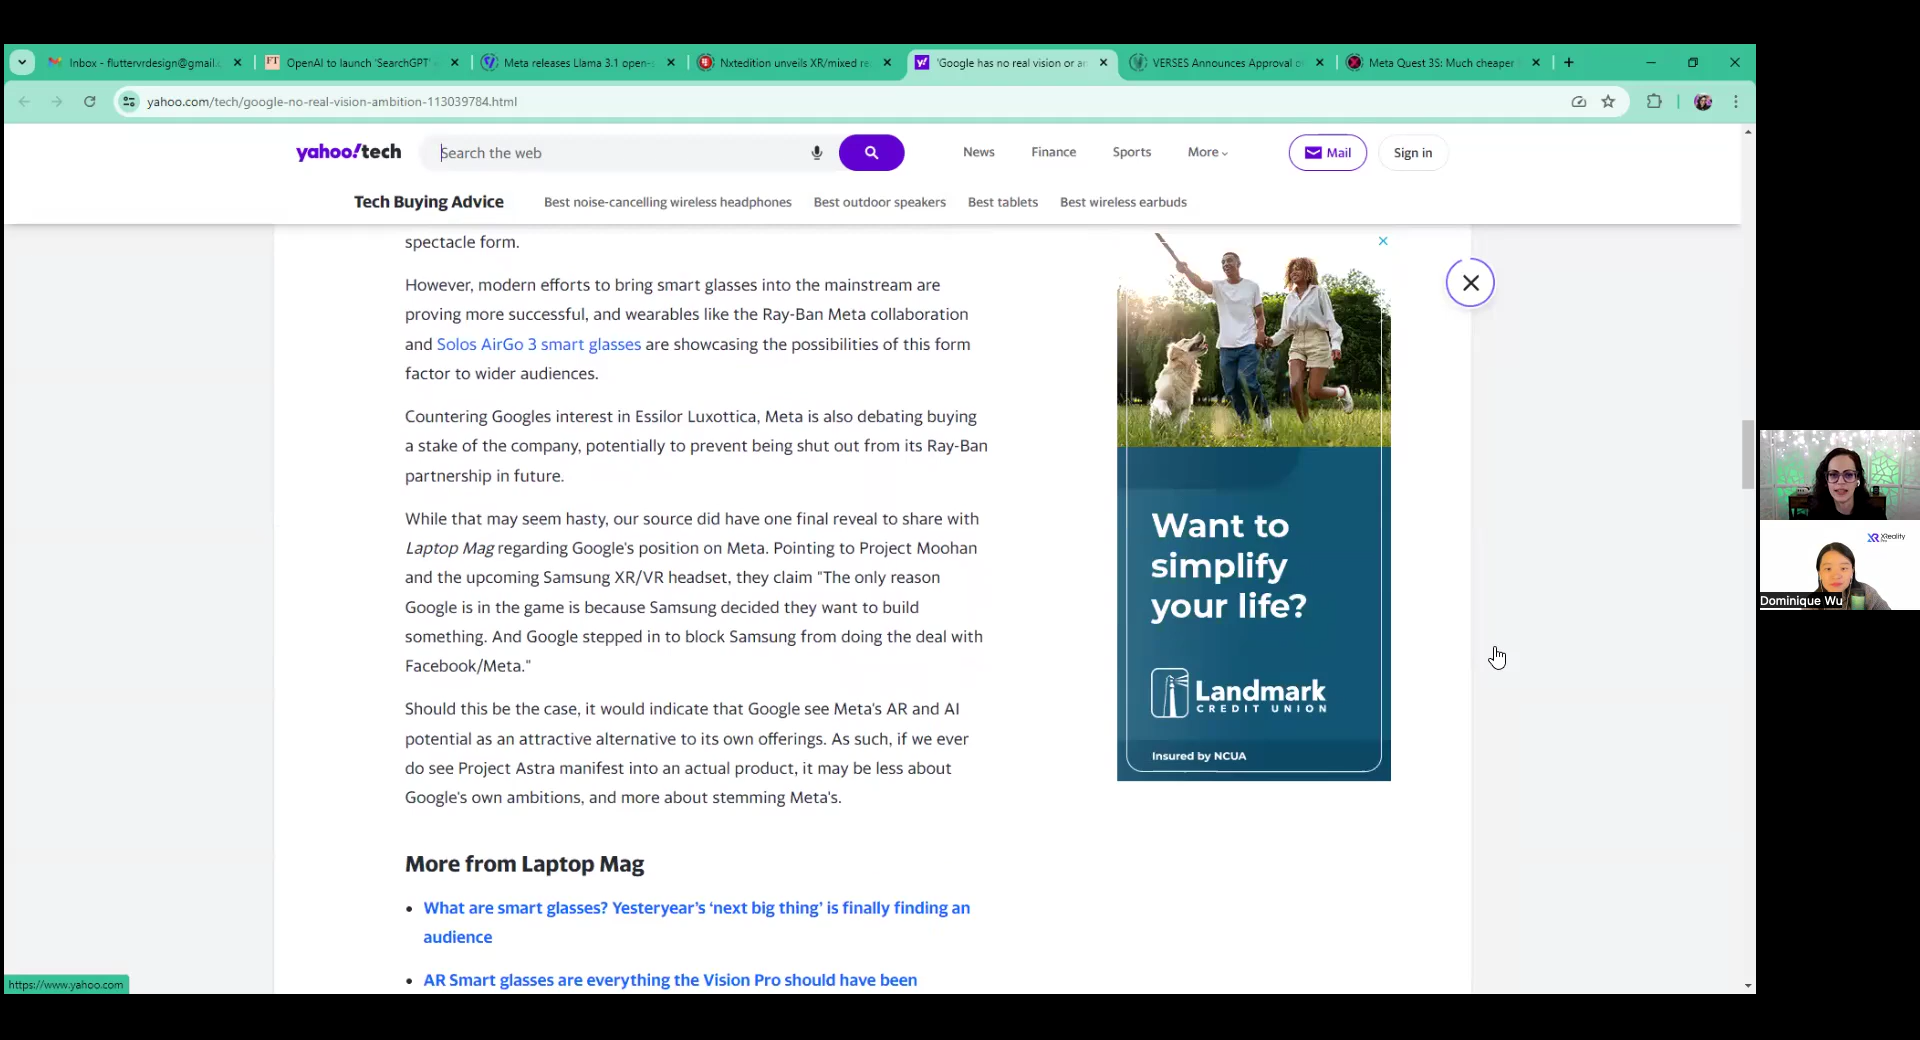 Inbox - fluttervrdesign@gmail.
OpenAI to launch 'SearchGPT'
Meta releases Llama 3.1 open-
Nxtedition unveils XR/mixed re
'Google has no real vision or an
VERSES Announces Approval o
Meta Quest 3S: Much cheaper
yahoo.com/tech/google-no-real-vision-ambition-113039784.html
yahoo!tech
Search the web
News
Finance
Sports
More
Mail
Sign in
Tech Buying Advice
Best noise-cancelling wireless headphones
Best outdoor speakers
Best tablets
Best wireless earbuds
spectacle form.
However, modern efforts to bring smart glasses into the mainstream are
proving more successful, and wearables like the Ray-Ban Meta collaboration
and Solos AirGo 3 smart glasses are showcasing the possibilities of this form
factor to wider audiences.
Countering Googles interest in Essilor Luxottica, Meta is also debating buying
a stake of the company, potentially to prevent being shut out from its Ray-Ban
partnership in future.
While that may seem hasty, our source did have one final reveal to share with
Laptop Mag regarding Google's position on Meta. Pointing to Project Moohan
and the upcoming Samsung XR/VR headset, they claim "The only reason
Google is in the game is because Samsung decided they want to build
something. And Google stepped in to block Samsung from doing the deal with
Facebook/Meta."
Should this be the case, it would indicate that Google see Meta's AR and AI
potential as an attractive alternative to its own offerings. As such, if we ever
do see Project Astra manifest into an actual product, it may be less about
Google's own ambitions, and more about stemming Meta's.
More from Laptop Mag
What are smart glasses? Yesteryear's 'next big thing' is finally finding an
audience
AR Smart glasses are everything the Vision Pro should have been
Want to
simplify
your life?
Landmark
CREDIT UNION
Insured by NCUA
XReality
Dominique Wu
https://www.yahoo.com